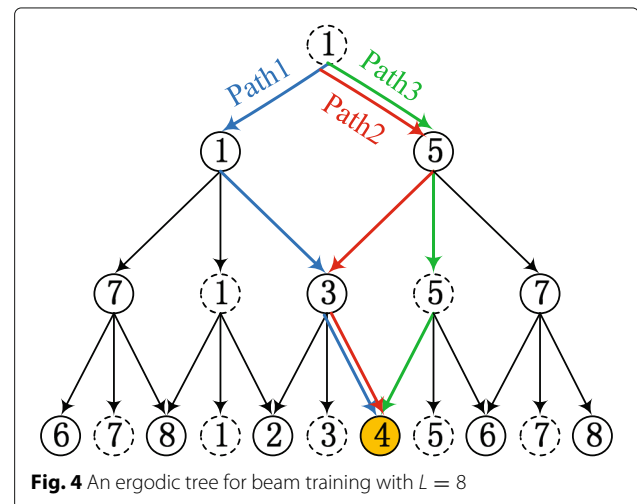 1
Path1
Path3
Path2
1 5
7 1 3 5 7
6 7 8 1 2 3 4 5 6 7 8
Fig. 4 An ergodic tree for beam training with L = 8